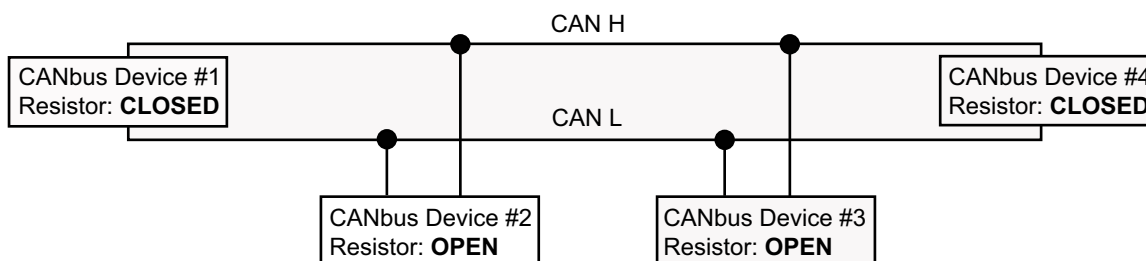 CAN H
CANbus Device #1
Resistor: CLOSED
CANbus Device #4
Resistor: CLOSED
CAN L
CANbus Device #2
Resistor: OPEN
CANbus Device #3
Resistor: OPEN